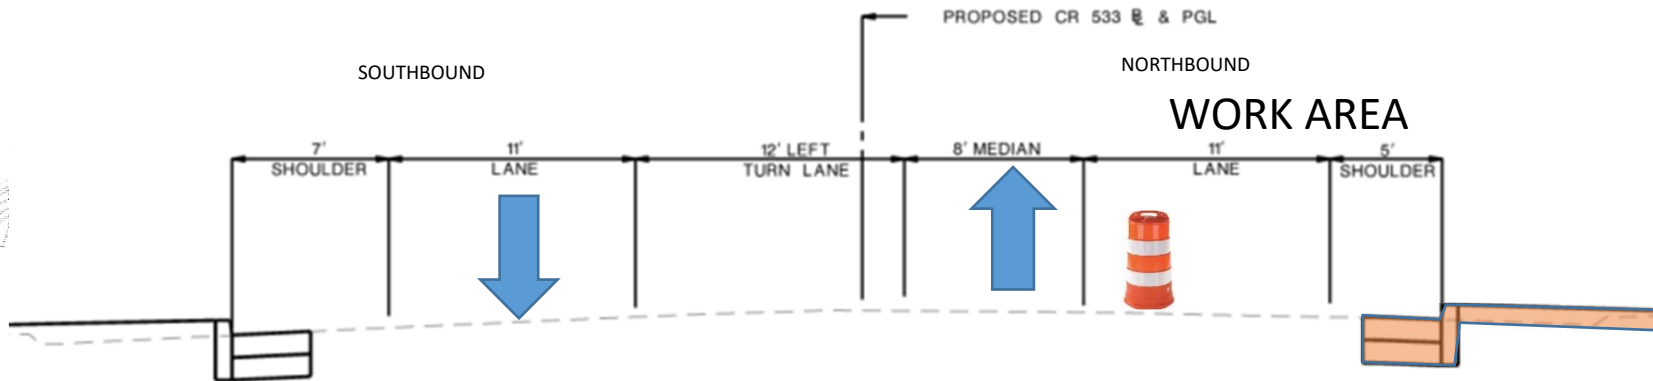 PROPOSED CR 533 ℄ & PGL
SOUTHBOUND
NORTHBOUND
WORK AREA
7'
SHOULDER
11'
LANE
12' LEFT
TURN LANE
8' MEDIAN
11'
LANE
5'
SHOULDER